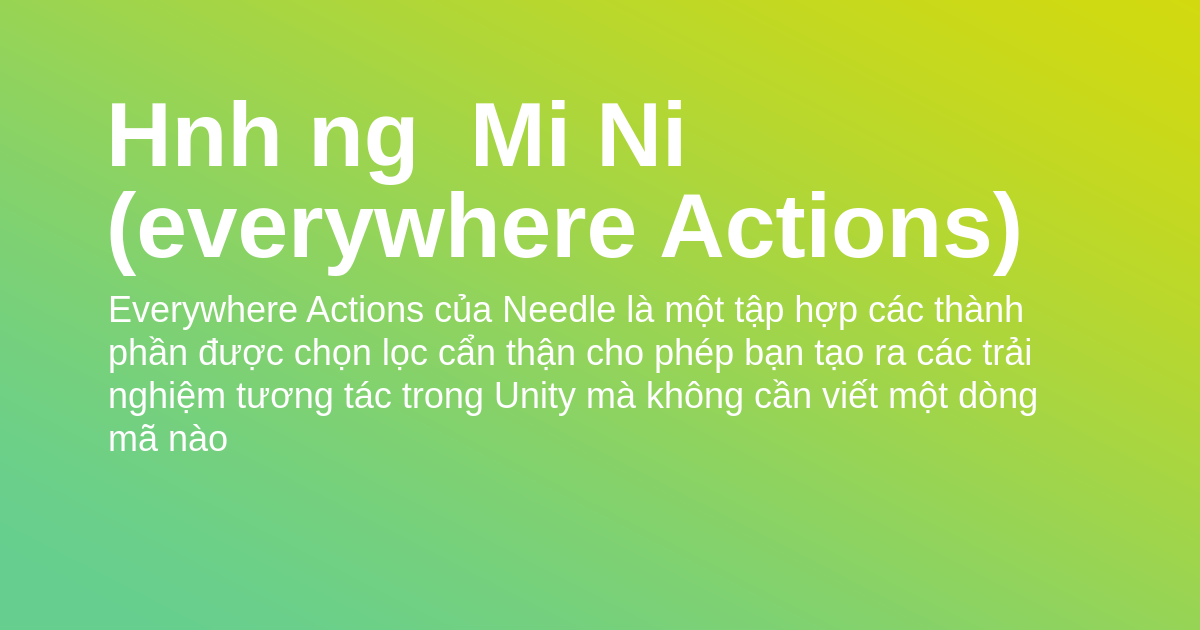 Hnh ng  Mi Ni
(everywhere Actions)
Everywhere Actions của Needle là một tập hợp các thành
phần được chọn lọc cẩn thận cho phép bạn tạo ra các trải
nghiệm tương tác trong Unity mà không cần viết một dòng
mã nào